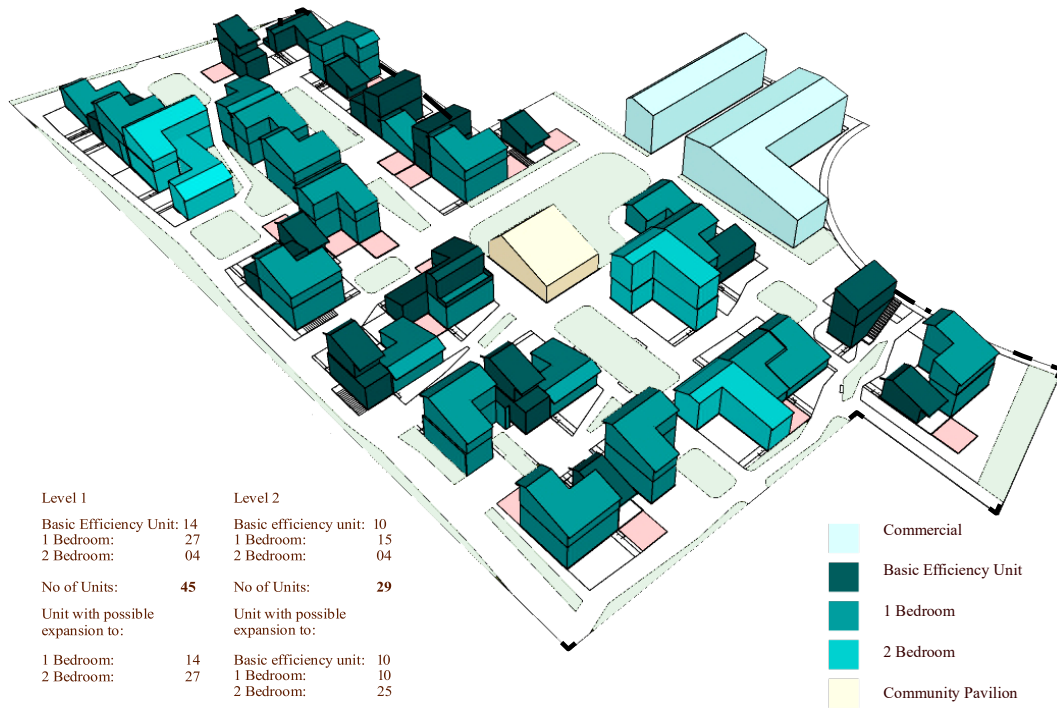 Level 1
Basic Efficiency Unit: 14
1 Bedroom: 27
2 Bedroom: 04
No of Units: 45
Unit with possible
expansion to:
1 Bedroom: 14
2 Bedroom: 27
Level 2
Basic efficiency unit: 10
1 Bedroom: 15
2 Bedroom: 04
No of Units: 29
Unit with possible
expansion to:
Basic efficiency unit: 10
1 Bedroom: 10
2 Bedroom: 25
Commercial
Basic Efficiency Unit
1 Bedroom
2 Bedroom
Community Pavilion